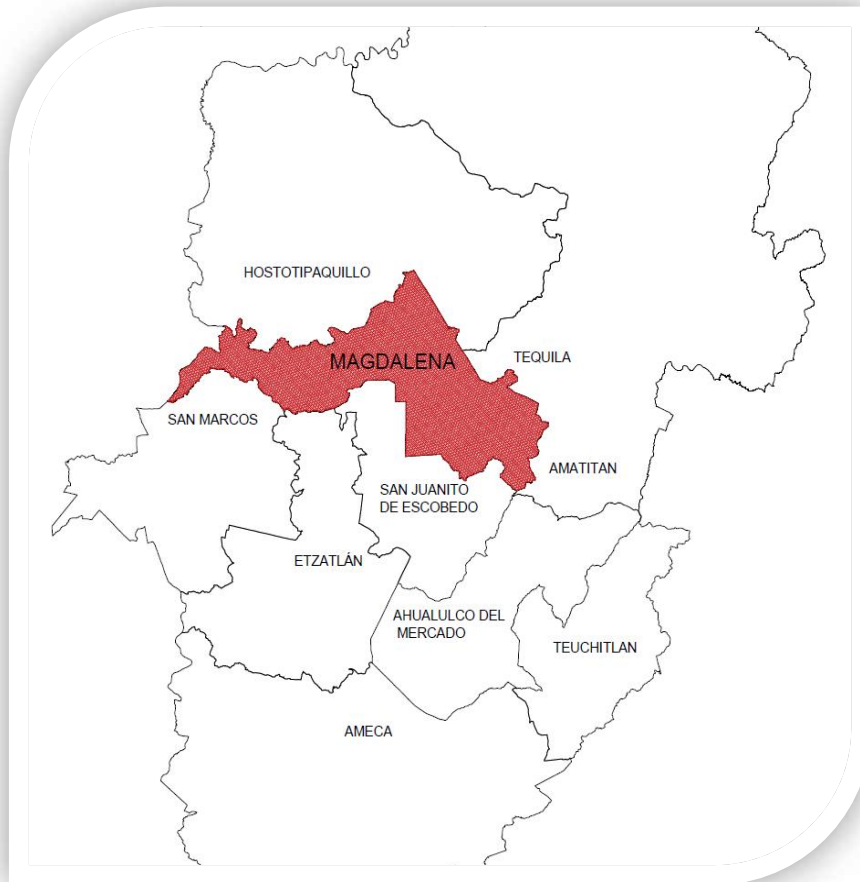 HOSTOTIPAQUILLO
MAGDALENA
TEQUILA
SAN MARCOS
AMATITAN
SAN JUANITO
DE ESCOBEDO
ETZATLÁN
AHUALULCO DEL
MERCADO
TEUCHITLAN
AMECA